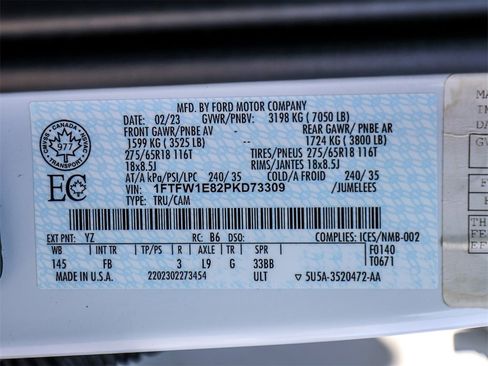 MFD. BY FORD MOTOR COMPANY
DATE: 02/23 GVWR/PNBV: 3198 KG ( 7050 LB)
FRONT GAWR/PNBE AV REAR GAWR/PNBE AR
1599 KG ( 3525 LB) 1724 KG ( 3800 LB)
275/65R18 116T TIRES/PNEUS 275/65R18 116T
18x8.5J RIMS/JANTES 18x8.5J
AT/A kPa/PSI/LPC 240/35 COLD/A FROID 240/35
VIN: 1FTFW1E82PKD73309 /JUMELEES
TYPE: TRU/CAM
CANADA
977
EC
EXT PNT: YZ RC: B6 DSO: COMPLIES: ICES/NMB-002
WB INT TR TP/PS R AXLE TR SPR F0140
145 FB 3 L9 G 33BB T0671
MADE IN U.S.A. 2202302273454 ULT ▽ 5U5A-3520472-AA